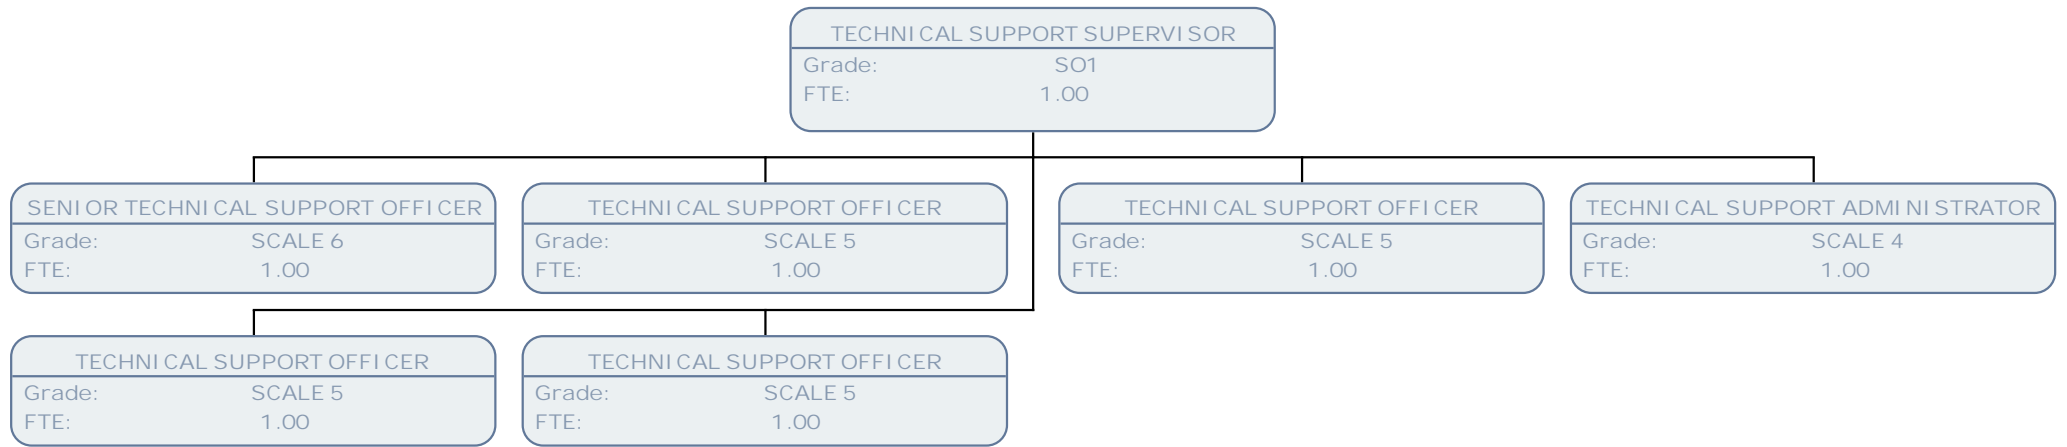 TECHNICAL SUPPORT SUPERVISOR
Grade: SO1
FTE: 1.00
SENIOR TECHNICAL SUPPORT OFFICER
Grade: SCALE 6
FTE: 1.00
TECHNICAL SUPPORT OFFICER
Grade: SCALE 5
FTE: 1.00
TECHNICAL SUPPORT OFFICER
Grade: SCALE 5
FTE: 1.00
TECHNICAL SUPPORT ADMINISTRATOR
Grade: SCALE 4
FTE: 1.00
TECHNICAL SUPPORT OFFICER
Grade: SCALE 5
FTE: 1.00
TECHNICAL SUPPORT OFFICER
Grade: SCALE 5
FTE: 1.00